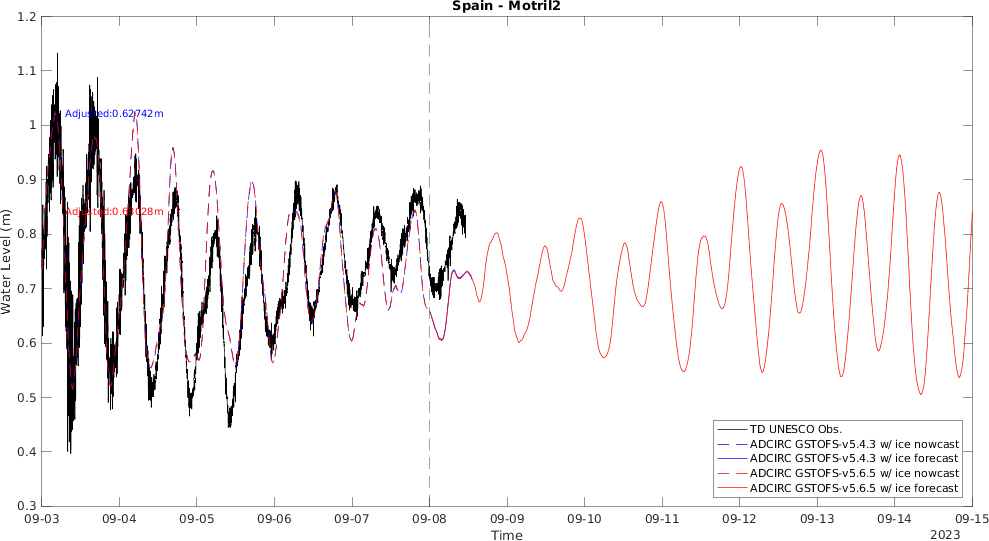 Spain - Motril2
1.2
1.1
1
0.9
0.8
0.7
0.6
0.5
0.4
0.3
Water Level (m)
Adjusted:0.62742m
Adjusted:0.63028m
TD UNESCO Obs.
ADCIRC GSTOFS-v5.4.3 w/ ice nowcast
ADCIRC GSTOFS-v5.4.3 w/ ice forecast
ADCIRC GSTOFS-v5.6.5 w/ ice nowcast
ADCIRC GSTOFS-v5.6.5 w/ ice forecast
09-03 09-04 09-05 09-06 09-07 09-08 09-09 09-10 09-11 09-12 09-13 09-14 09-15
Time
2023